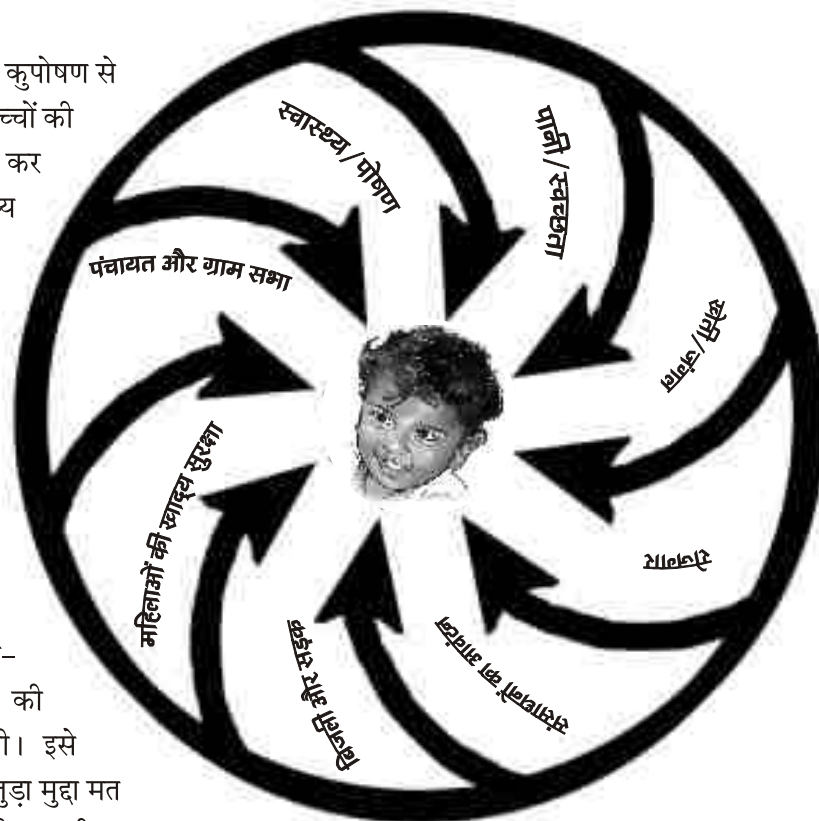 कुपोषण से
च्चों की
कर
य
स्वास्थ्य / पोषण
पानी / स्वच्छता
खेती/जंगल
रोजगार
संसाधनों का आवंटन
बिजली और सड़क
महिलाओं की खाद्य सुरक्षा
पंचायत और ग्राम सभा
की
ी। इसे
जुड़ा मुद्दा मत